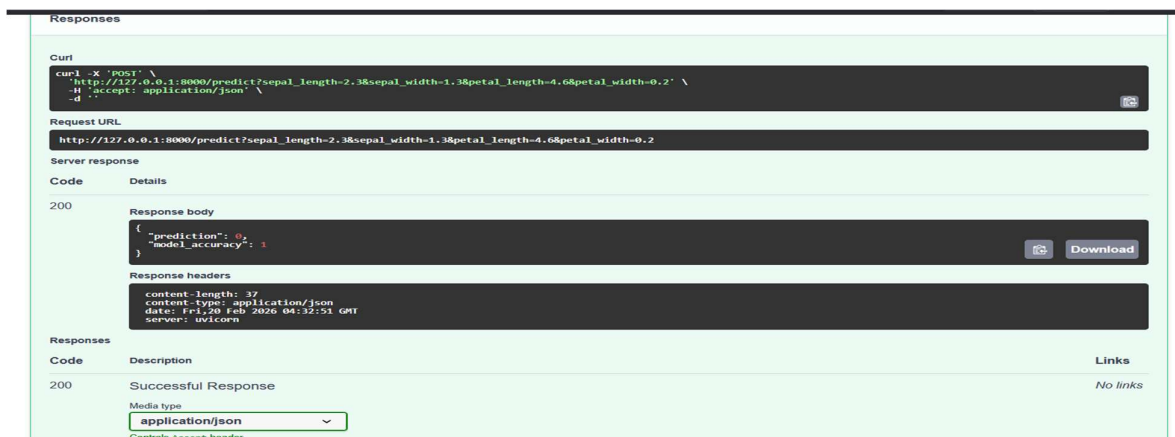 Responses
Curl
curl -X 'POST' \
'http://127.0.0.1:8000/predict?sepal_length=2.3&sepal_width=1.3&petal_length=4.6&petal_width=0.2' \
-H 'accept: application/json' \
-d ''
Request URL
http://127.0.0.1:8000/predict?sepal_length=2.3&sepal_width=1.3&petal_length=4.6&petal_width=0.2
Server response
Code Details
200
Response body
{
"prediction": 0,
"model_accuracy": 1
}
Download
Response headers
content-length: 37
content-type: application/json
date: Fri,20 Feb 2026 04:32:51 GMT
server: uvicorn
Responses
Code Description Links
200 Successful Response No links
Media type
application/json
Controls Accept header